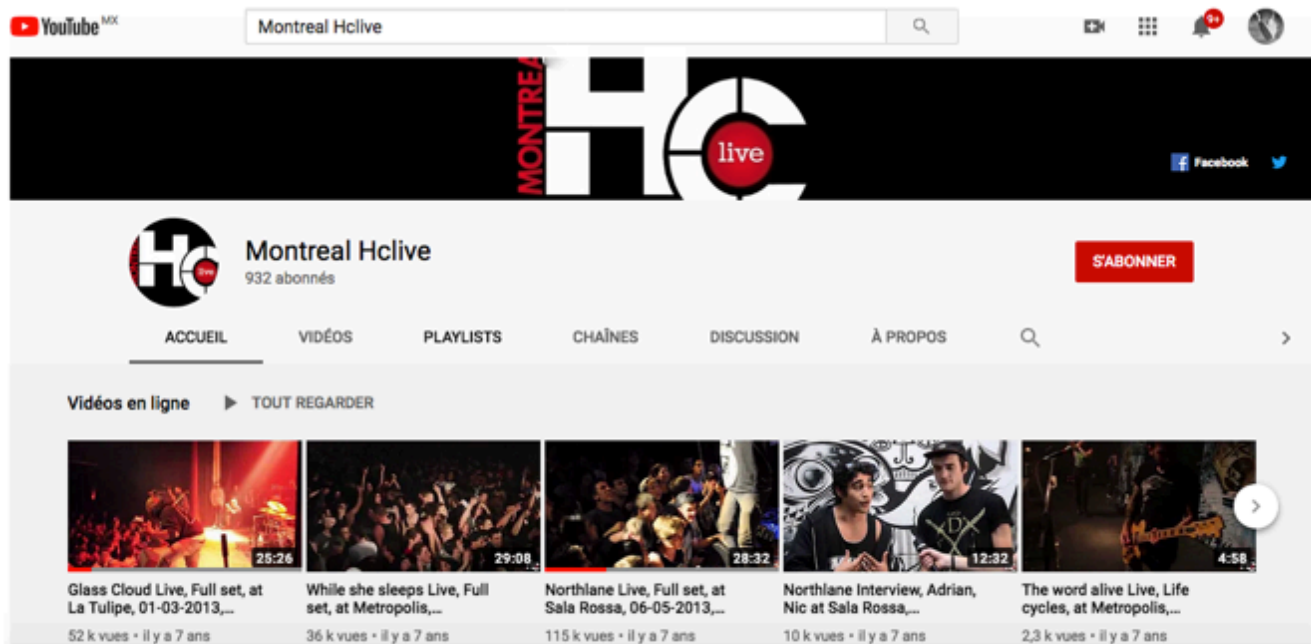 YouTube MX
Montreal Hclive
9+
MONTREA
Hc
live
Facebook
Hc
live
Montreal Hclive
932 abonnés
S'ABONNER
ACCUEIL VIDÉOS PLAYLISTS CHAÎNES DISCUSSION À PROPOS
Vidéos en ligne TOUT REGARDER
25:26 29:08 28:32 12:32 4:58
Glass Cloud Live, Full set, at
La Tulipe, 01-03-2013,...
52 k vues • il y a 7 ans
While she sleeps Live, Full
set, at Metropolis,...
36 k vues • il y a 7 ans
Northlane Live, Full set, at
Sala Rossa, 06-05-2013,...
115 k vues • il y a 7 ans
Northlane Interview, Adrian,
Nic at Sala Rossa,...
10 k vues • il y a 7 ans
The word alive Live, Life
cycles, at Metropolis,...
2,3 k vues • il y a 7 ans